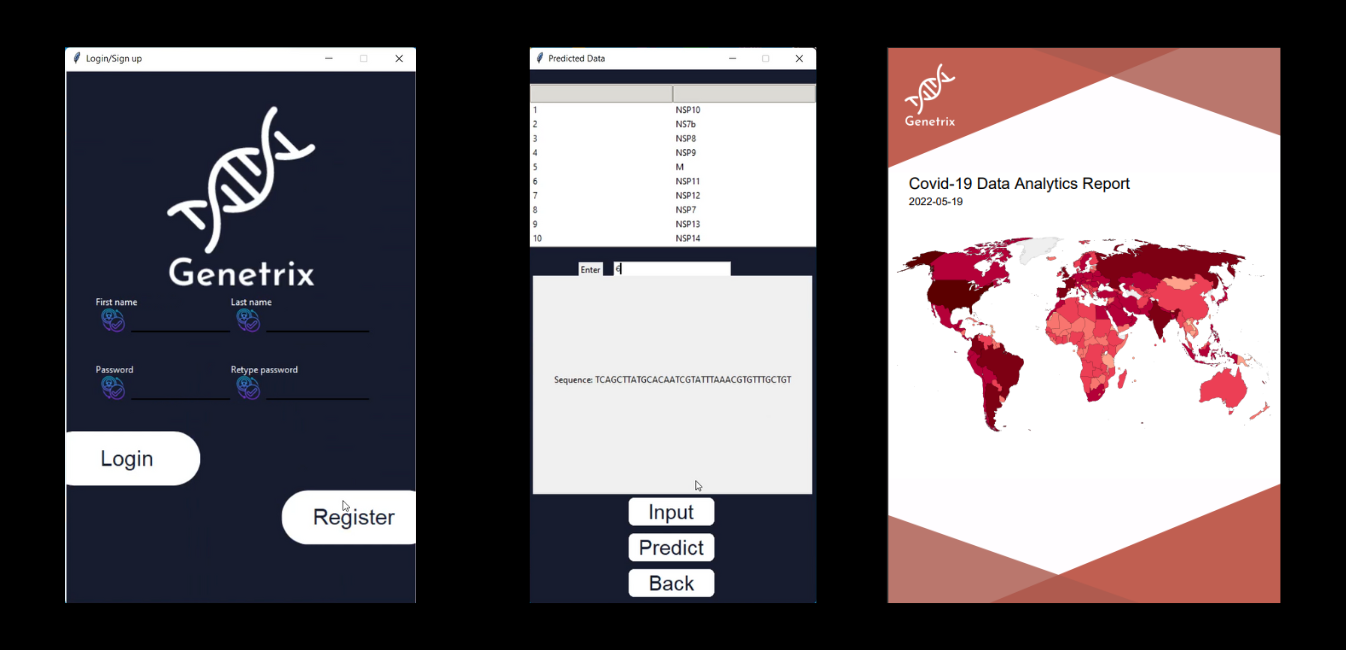 Login/Sign up
Genetrix
First name Last name
Password Retype password
Login
Register
Predicted Data
1 NSP10
2 NS7b
3 NSP8
4 NSP9
5 M
6 NSP11
7 NSP12
8 NSP7
9 NSP13
10 NSP14
Enter 6
Sequence: TCAGCTTATGCACAATCGTATTTAAACGTGTTTGCTGT
Input
Predict
Back
Genetrix
Covid-19 Data Analytics Report
2022-05-19